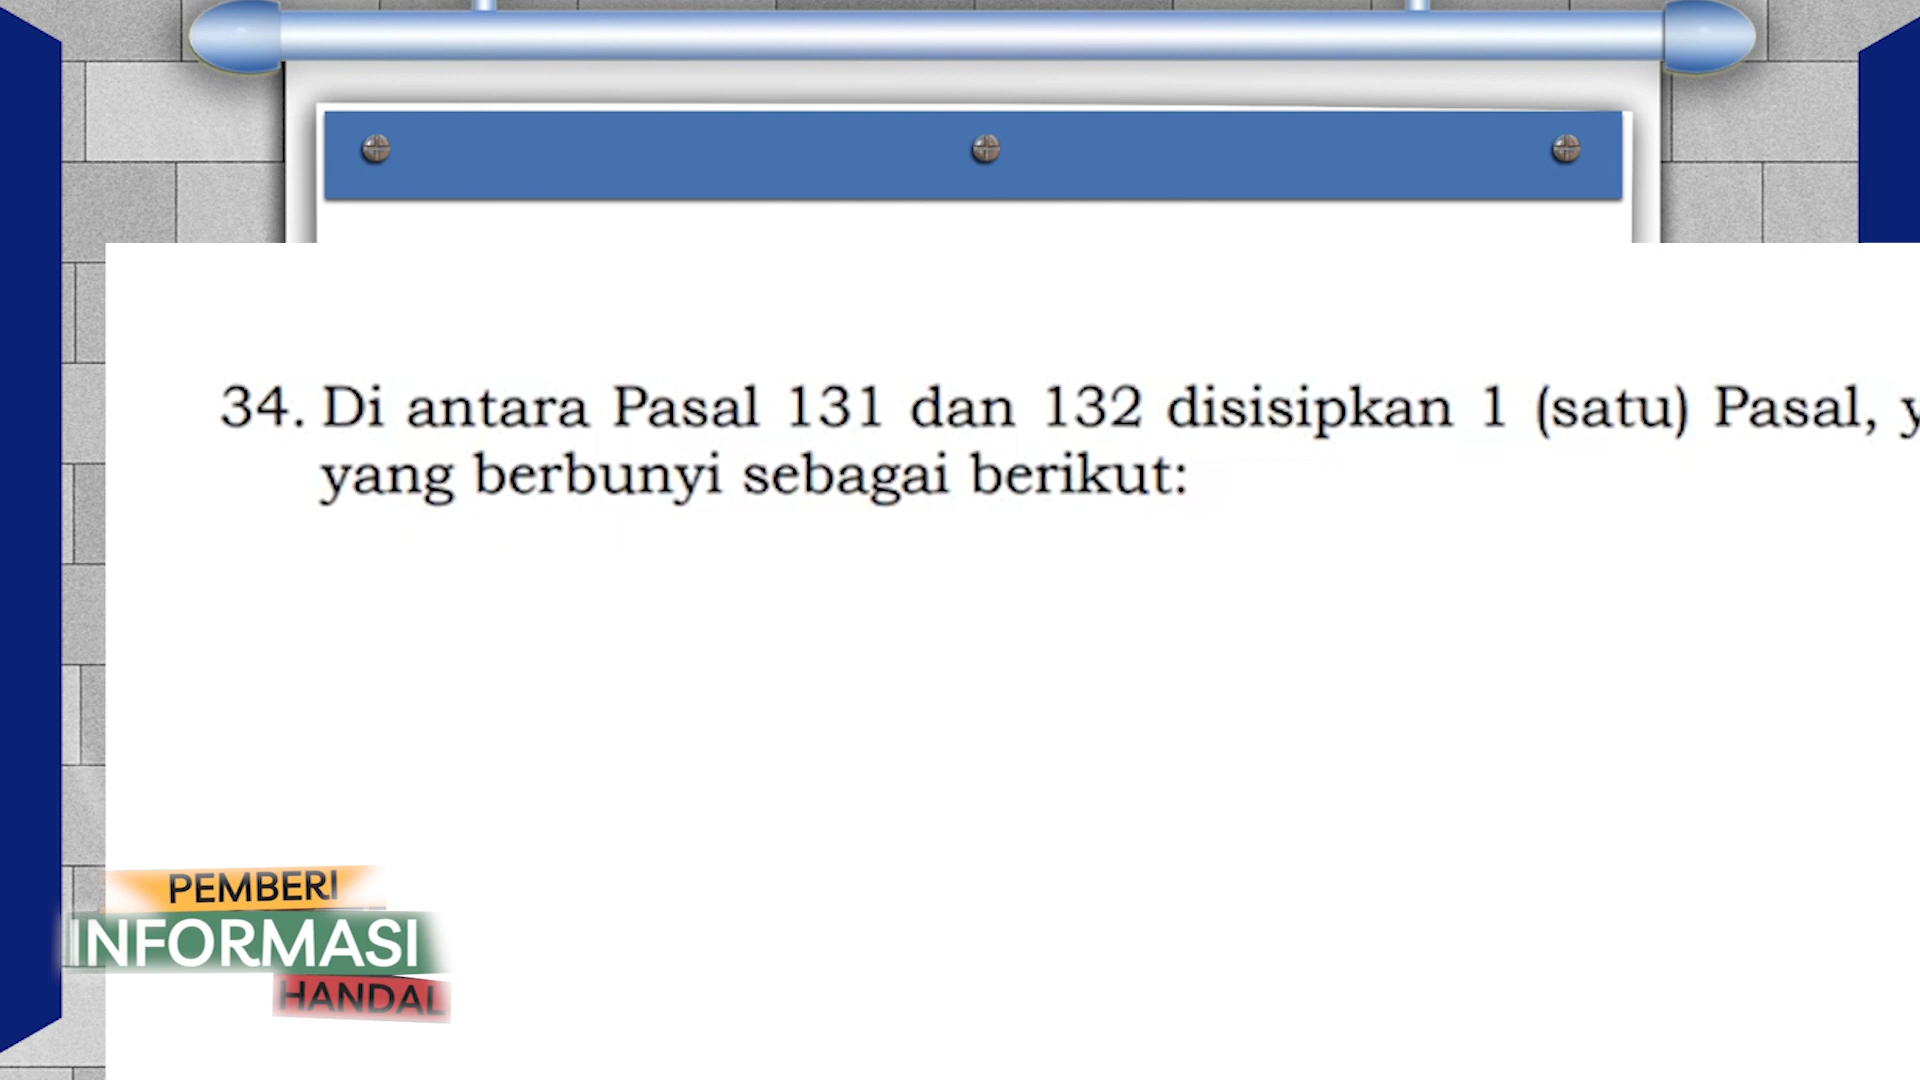 34. Di antara Pasal 131 dan 132 disisipkan 1 (satu) Pasal,
yang berbunyi sebagai berikut:
PEMBERI
INFORMASI
HANDAL